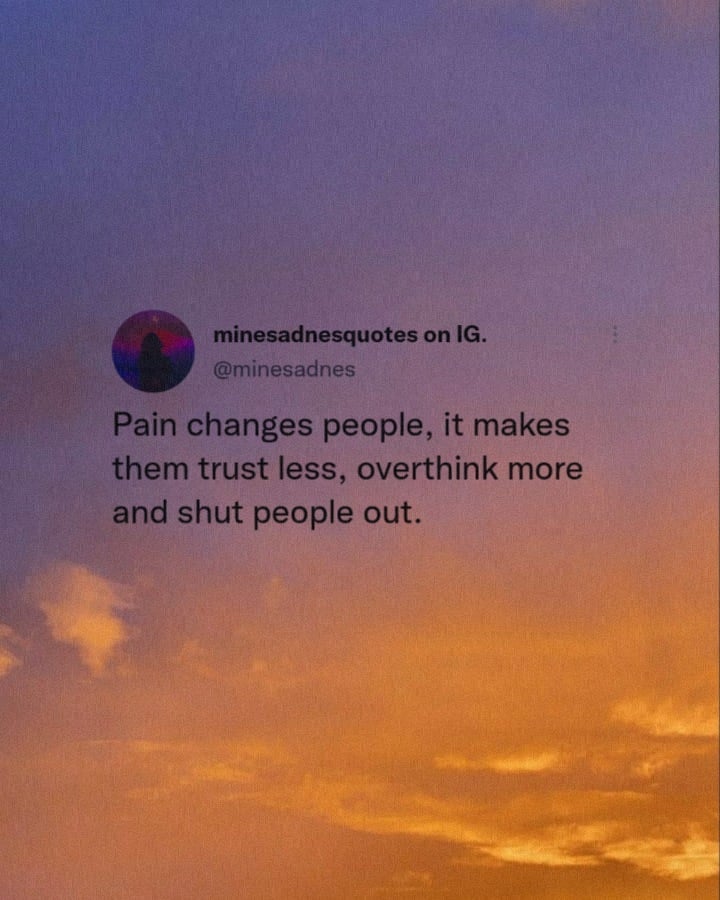 minesadnesquotes on IG.
@minesadnes
Pain changes people, it makes
them trust less, overthink more
and shut people out.